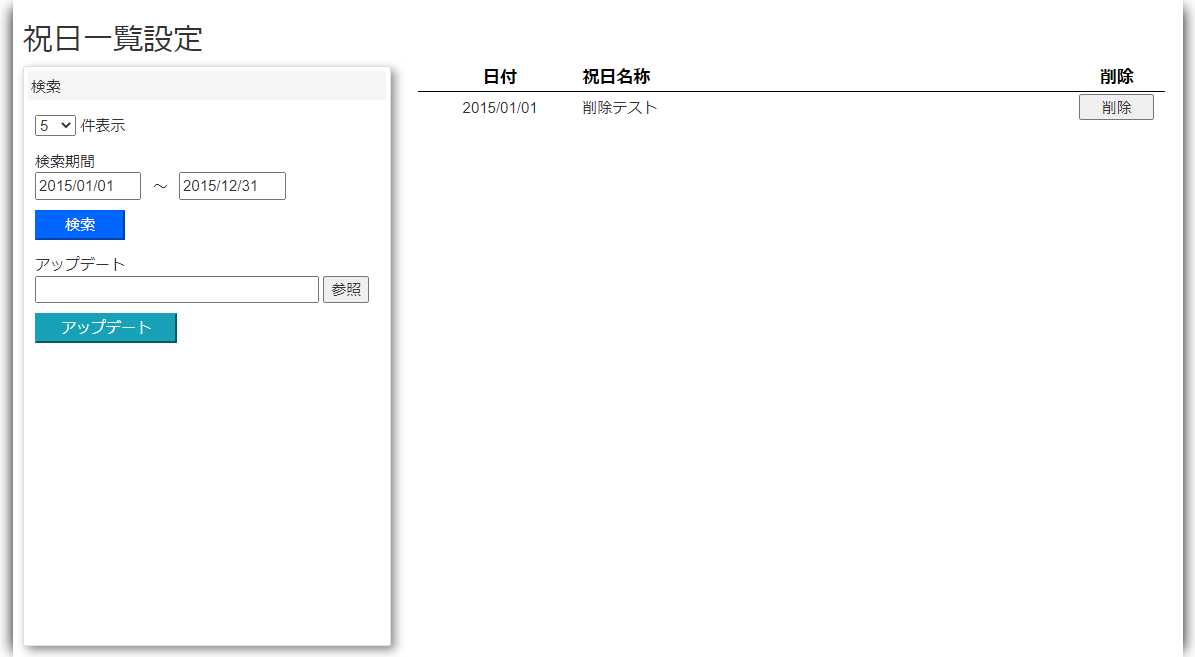 祝日一覧設定
検索
5 件表示
検索期間
2015/01/01 ～ 2015/12/31
検索
アップデート
参照
アップデート
日付 祝日名称 削除
2015/01/01 削除テスト 削除